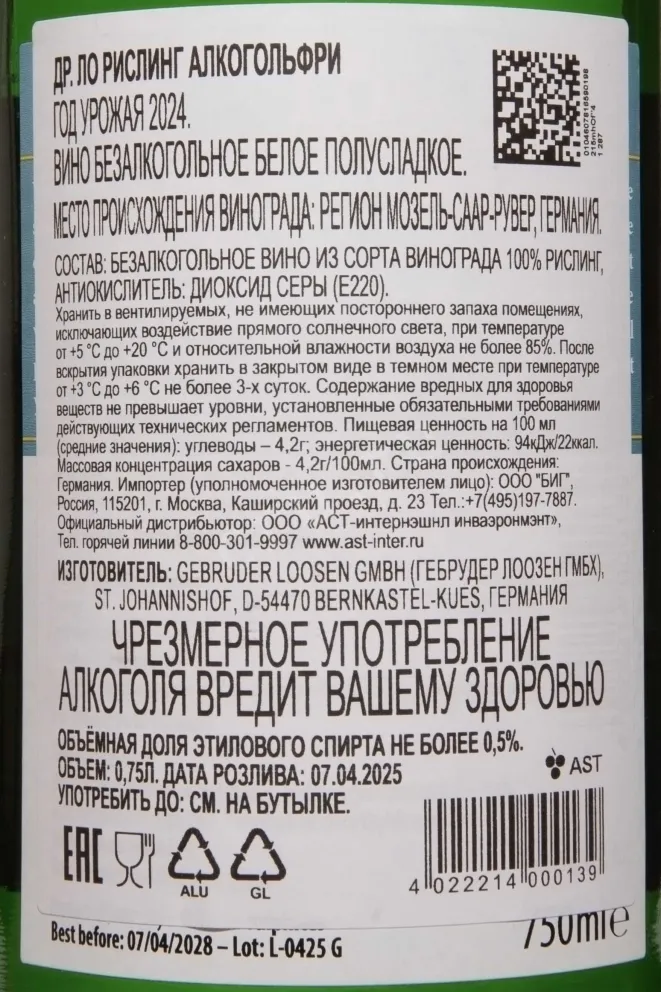 ДР. ЛО РИСЛИНГ АЛКОГОЛЬФРИ
ГОД УРОЖАЯ 2024.
ВИНО БЕЗАЛКОГОЛЬНОЕ БЕЛОЕ ПОЛУСЛАДКОЕ.
МЕСТО ПРОИСХОЖДЕНИЯ ВИНОГРАДА: РЕГИОН МОЗЕЛЬ-СААР-РУВЕР, ГЕРМАНИЯ.
СОСТАВ: БЕЗАЛКОГОЛЬНОЕ ВИНО ИЗ СОРТА ВИНОГРАДА 100% РИСЛИНГ,
АНТИОКИСЛИТЕЛЬ: ДИОКСИД СЕРЫ (Е220).
Хранить в вентилируемых, не имеющих постороннего запаха помещениях,
исключающих воздействие прямого солнечного света, при температуре
от +5 °С до +20 °С и относительной влажности воздуха не более 85%. После
вскрытия упаковки хранить в закрытом виде в темном месте при температуре
от +3 °С до +6 °С не более 3-х суток. Содержание вредных для здоровья
веществ не превышает уровни, установленные обязательными требованиями
действующих технических регламентов. Пищевая ценность на 100 мл
(средние значения): углеводы – 4,2г; энергетическая ценность: 94кДж/22ккал.
Массовая концентрация сахаров - 4,2г/100мл. Страна происхождения:
Германия. Импортер (уполномоченное изготовителем лицо): ООО "БИГ",
Россия, 115201, г. Москва, Каширский проезд, д. 23 Тел.:+7(495)197-7887.
Официальный дистрибьютор: ООО «АСТ-интернэшнл инваэронмэнт»,
Тел. горячей линии 8-800-301-9997 www.ast-inter.ru
ИЗГОТОВИТЕЛЬ: GEBRUDER LOOSEN GMBH (ГЕБРУДЕР ЛООЗЕН ГМБХ),
ST. JOHANNISHOF, D-54470 BERNKASTEL-KUES, ГЕРМАНИЯ
ЧРЕЗМЕРНОЕ УПОТРЕБЛЕНИЕ
АЛКОГОЛЯ ВРЕДИТ ВАШЕМУ ЗДОРОВЬЮ
ОБЪЁМНАЯ ДОЛЯ ЭТИЛОВОГО СПИРТА НЕ БОЛЕЕ 0,5%.
ОБЪЕМ: 0,75Л. ДАТА РОЗЛИВА: 07.04.2025
УПОТРЕБИТЬ ДО: СМ. НА БУТЫЛКЕ.
AST
EAC
ALU
GL
4 022214 000139
Best before: 07/04/2028 – Lot: L-0425 G
750ml e